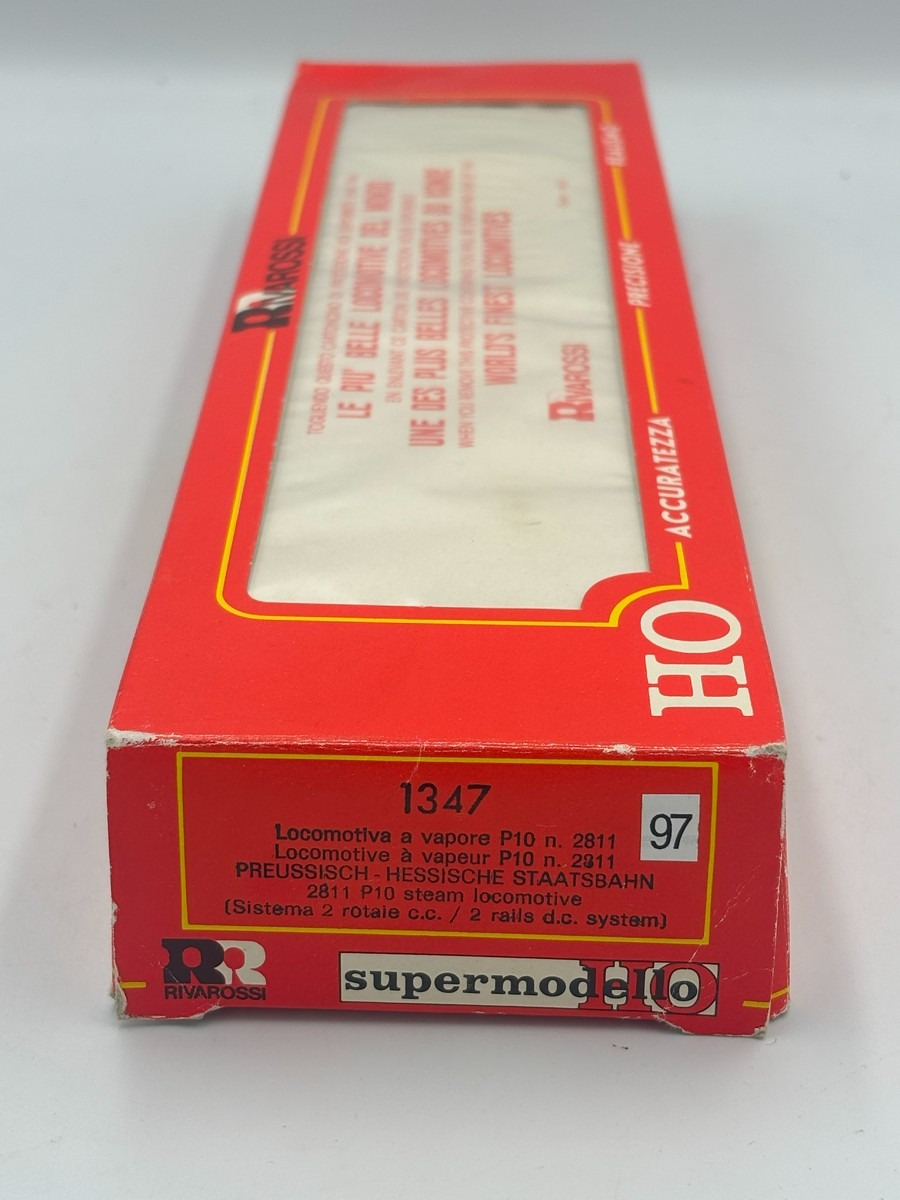 RIVAROSSI
LE PIU' BELLE LOCOMOTIVE DEL MONDO
UNE DES PLUS BELLES LOCOMOTIVES DU MONDE
WORLD'S FINEST LOCOMOTIVES
RIVAROSSI
PRECISIONE
ACCURATEZZA
HO
1347
97
Locomotiva a vapore P10 n. 2811
Locomotive à vapeur P10 n. 2811
PREUSSISCH - HESSISCHE STAATSBAHN
2811 P10 steam locomotive
(Sistema 2 rotaie c.c. / 2 rails d.c. system)
RR
RIVAROSSI
supermodello HO